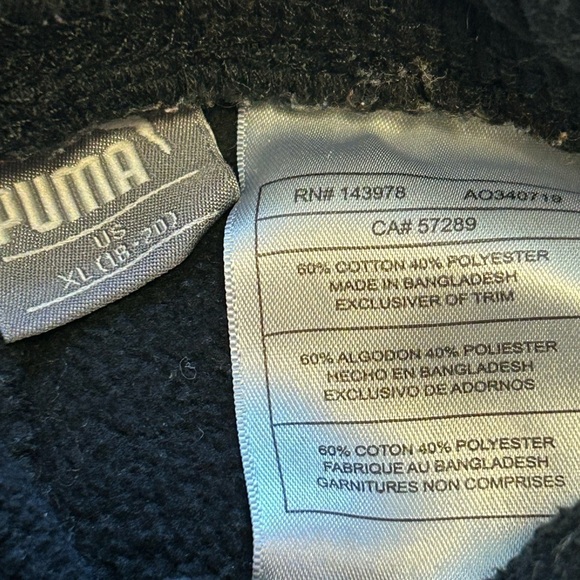 PUMA
US
XL (18-20)
RN# 143978 AO340719
CA# 57289
60% COTTON 40% POLYESTER
MADE IN BANGLADESH
EXCLUSIVER OF TRIM
60% ALGODON 40% POLIESTER
HECHO EN BANGLADESH
EXCLUSIVO DE ADORNOS
60% COTON 40% POLYESTER
FABRIQUE AU BANGLADESH
GARNITURES NON COMPRISES